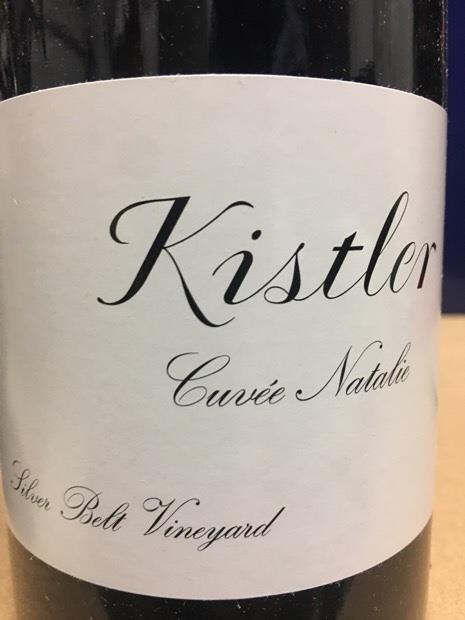 Kistler
Cuvée Natalie
Silver Belt Vineyard